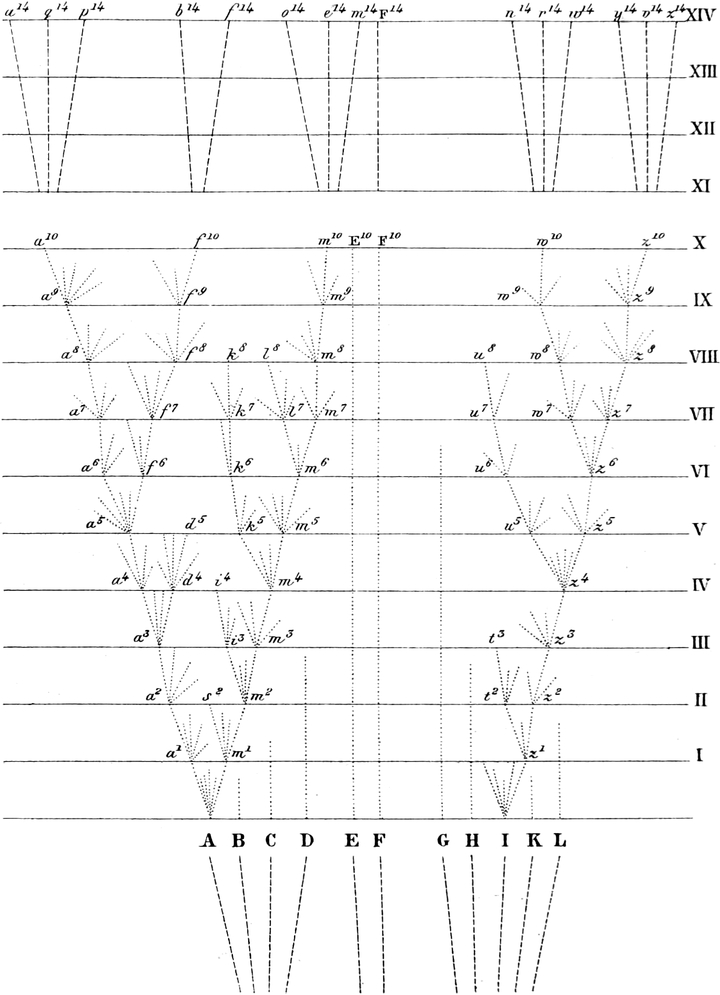 a¹⁴ q¹⁴ p¹⁴ b¹⁴ f¹⁴ o¹⁴ e¹⁴ m¹⁴ F¹⁴ n¹⁴ r¹⁴ w¹⁴ y¹⁴ v¹⁴ z¹⁴ XIV
XIII
XII
XI
a¹⁰ f¹⁰ m¹⁰ E¹⁰ F¹⁰ w¹⁰ z¹⁰ X
a⁹ f⁹ m⁹ w⁹ z⁹ IX
a⁸ f⁸ k⁸ l⁸ m⁸ u⁸ w⁸ z⁸ VIII
a⁷ f⁷ k⁷ l⁷ m⁷ u⁷ w⁷ z⁷ VII
a⁶ f⁶ k⁶ m⁶ u⁶ z⁶ VI
a⁵ d⁵ k⁵ m⁵ u⁵ z⁵ V
a⁴ d⁴ i⁴ m⁴ z⁴ IV
a³ i³ m³ t³ z³ III
a² s² m² t² z² II
a¹ m¹ z¹ I
A B C D E F G H I K L